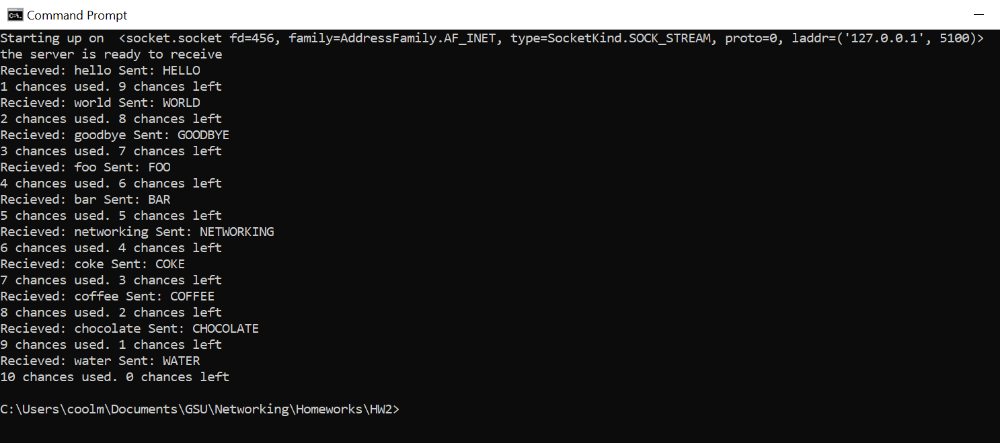 Command Prompt
Starting up on  <socket.socket fd=456, family=AddressFamily.AF_INET, type=SocketKind.SOCK_STREAM, proto=0, laddr=('127.0.0.1', 5100)>
the server is ready to receive
Recieved: hello Sent: HELLO
1 chances used. 9 chances left
Recieved: world Sent: WORLD
2 chances used. 8 chances left
Recieved: goodbye Sent: GOODBYE
3 chances used. 7 chances left
Recieved: foo Sent: FOO
4 chances used. 6 chances left
Recieved: bar Sent: BAR
5 chances used. 5 chances left
Recieved: networking Sent: NETWORKING
6 chances used. 4 chances left
Recieved: coke Sent: COKE
7 chances used. 3 chances left
Recieved: coffee Sent: COFFEE
8 chances used. 2 chances left
Recieved: chocolate Sent: CHOCOLATE
9 chances used. 1 chances left
Recieved: water Sent: WATER
10 chances used. 0 chances left
C:\Users\coolm\Documents\GSU\Networking\Homeworks\HW2>